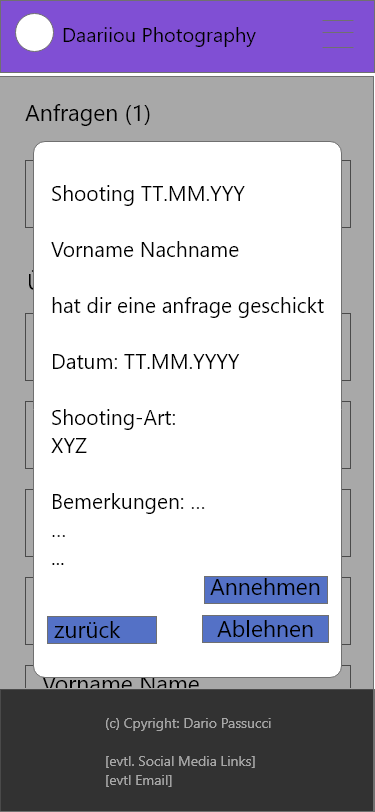 Daariiou Photography
Anfragen (1)
Shooting TT.MM.YYY
Vorname Nachname
hat dir eine anfrage geschickt
Datum: TT.MM.YYYY
Shooting-Art:
XYZ
Bemerkungen: ...
...
...
Annehmen
zurück
Ablehnen
Vorname Name
(c) Cpyright: Dario Passucci
[evtl. Social Media Links]
[evtl Email]